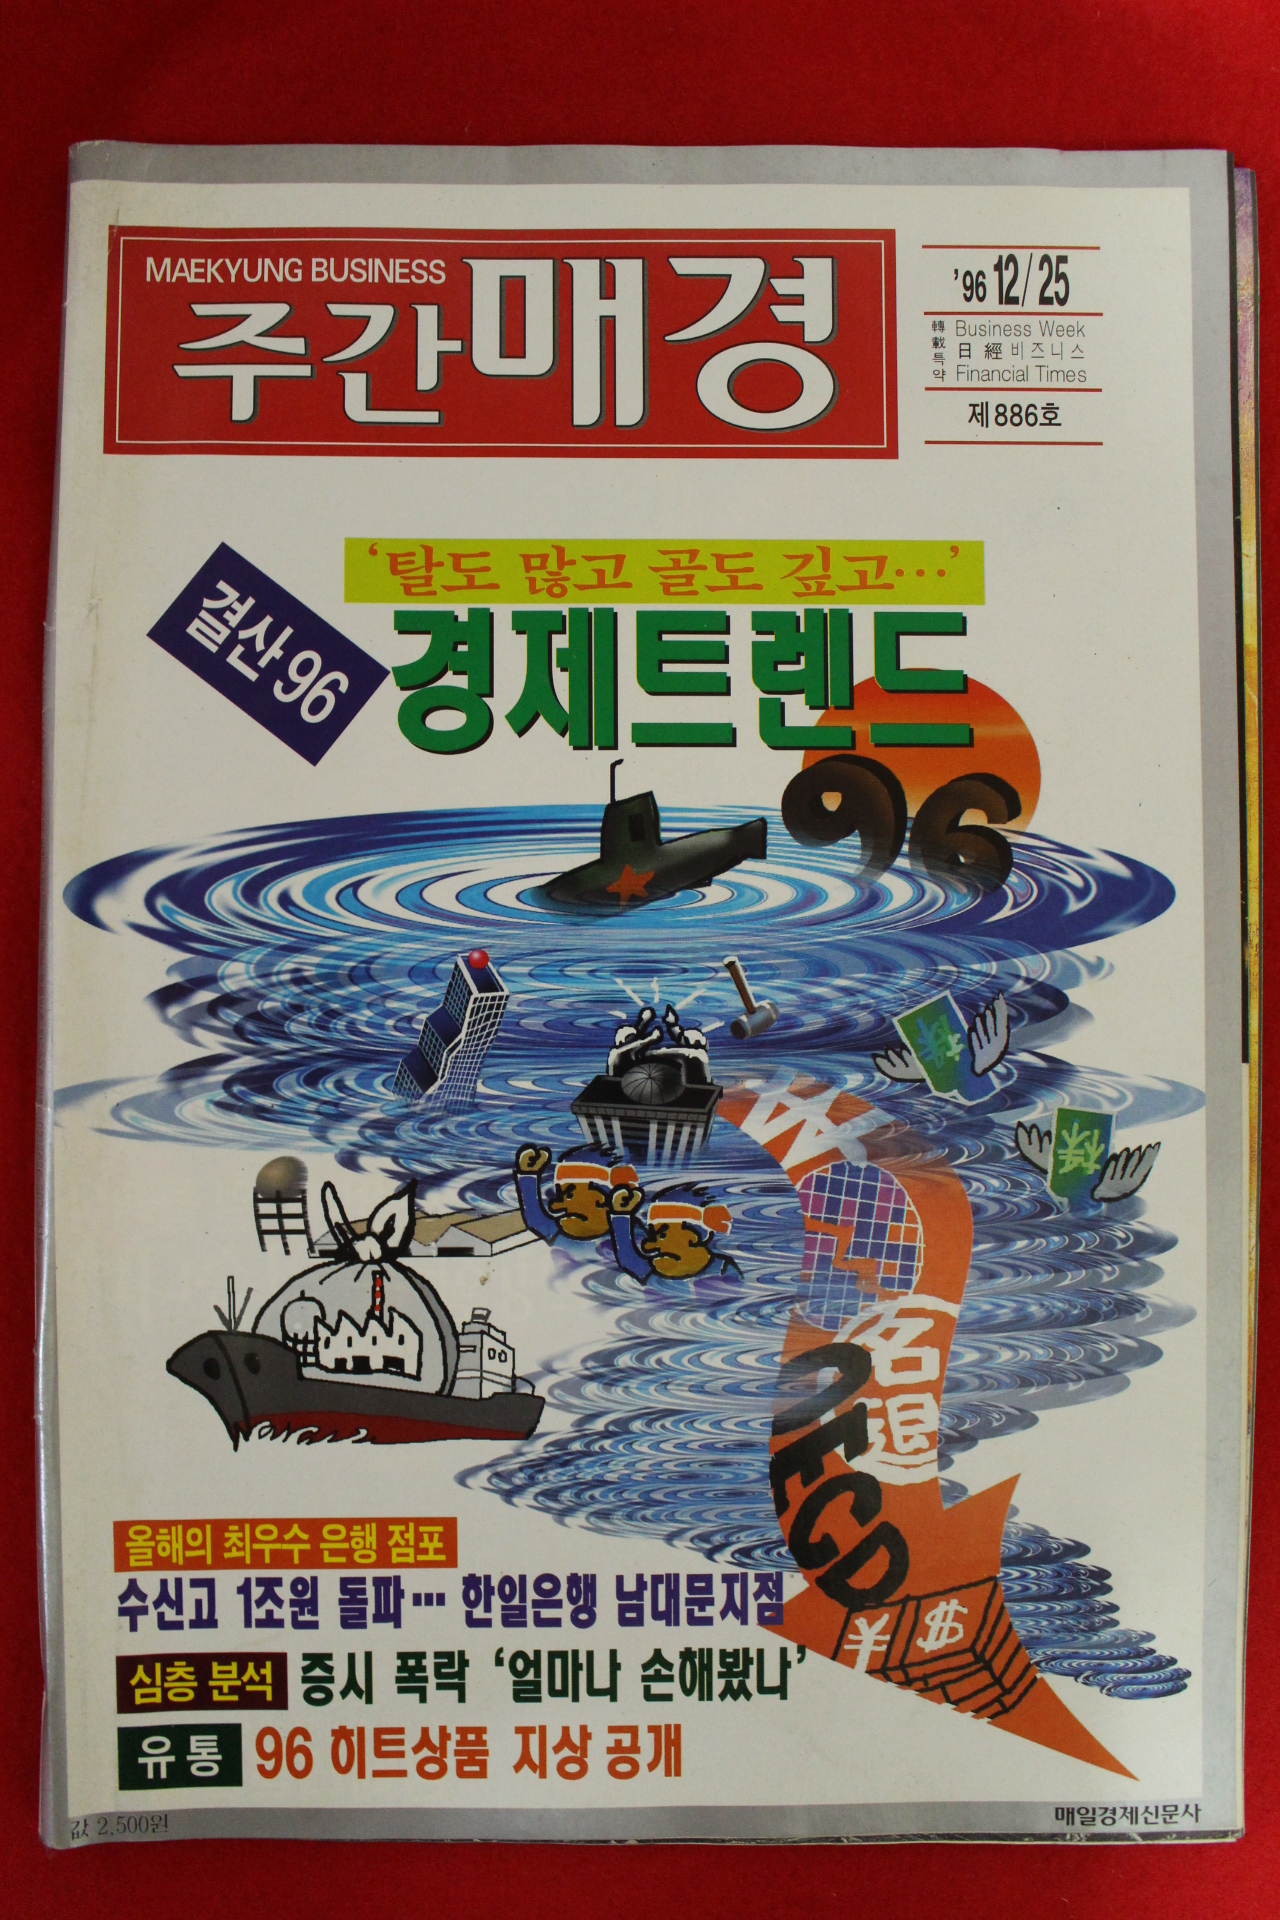 MAEKYUNG BUSINESS
주간매경
'96 12/25
轉載특약
Business Week
日經비즈니스
Financial Times
제886호
결산 96
'탈도 많고 골도 깊고…'
경제트렌드
96
株
株
名
退
OECD
¥ $
올해의 최우수 은행 점포
수신고 1조원 돌파… 한일은행 남대문지점
심층 분석 증시 폭락 '얼마나 손해봤나'
유통 96 히트상품 지상 공개
값 2,500원
매일경제신문사